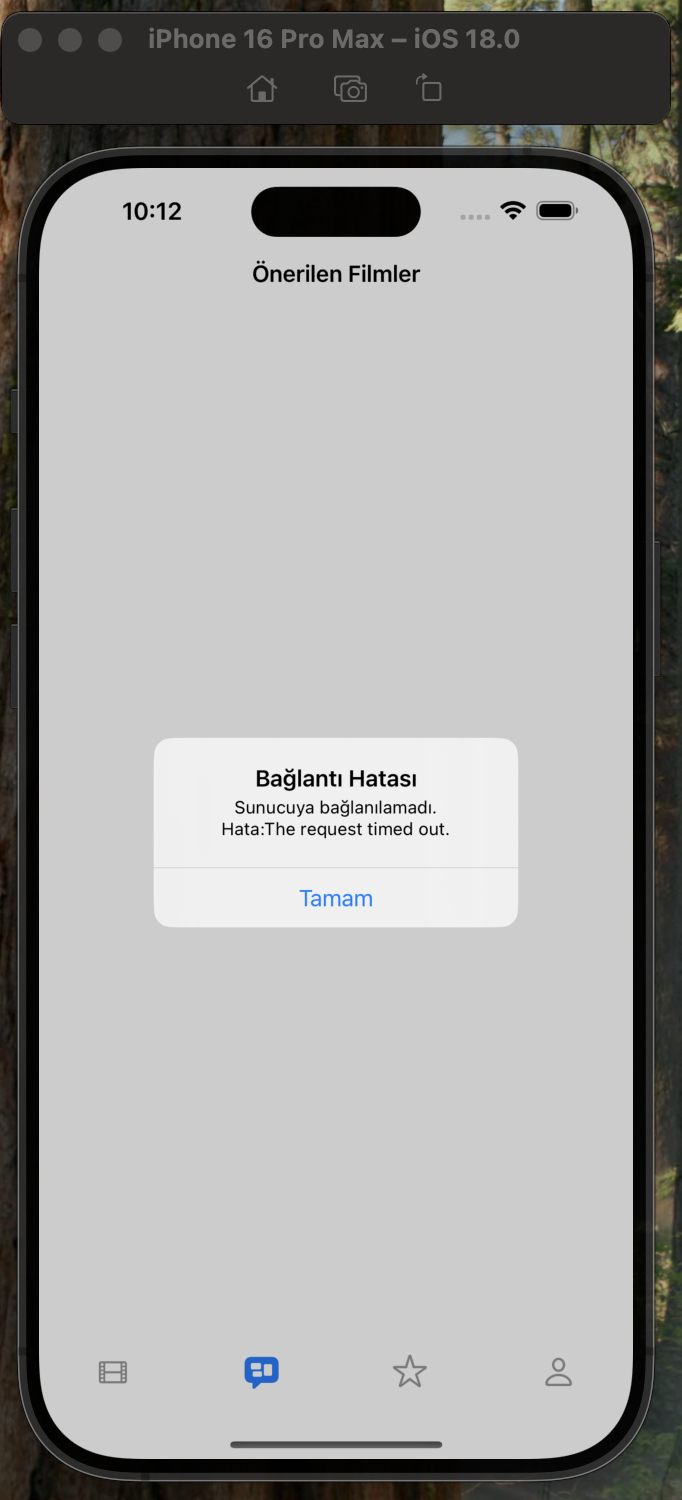 iPhone 16 Pro Max – iOS 18.0
10:12
Önerilen Filmler
Bağlantı Hatası
Sunucuya bağlanılamadı.
Hata:The request timed out.
Tamam